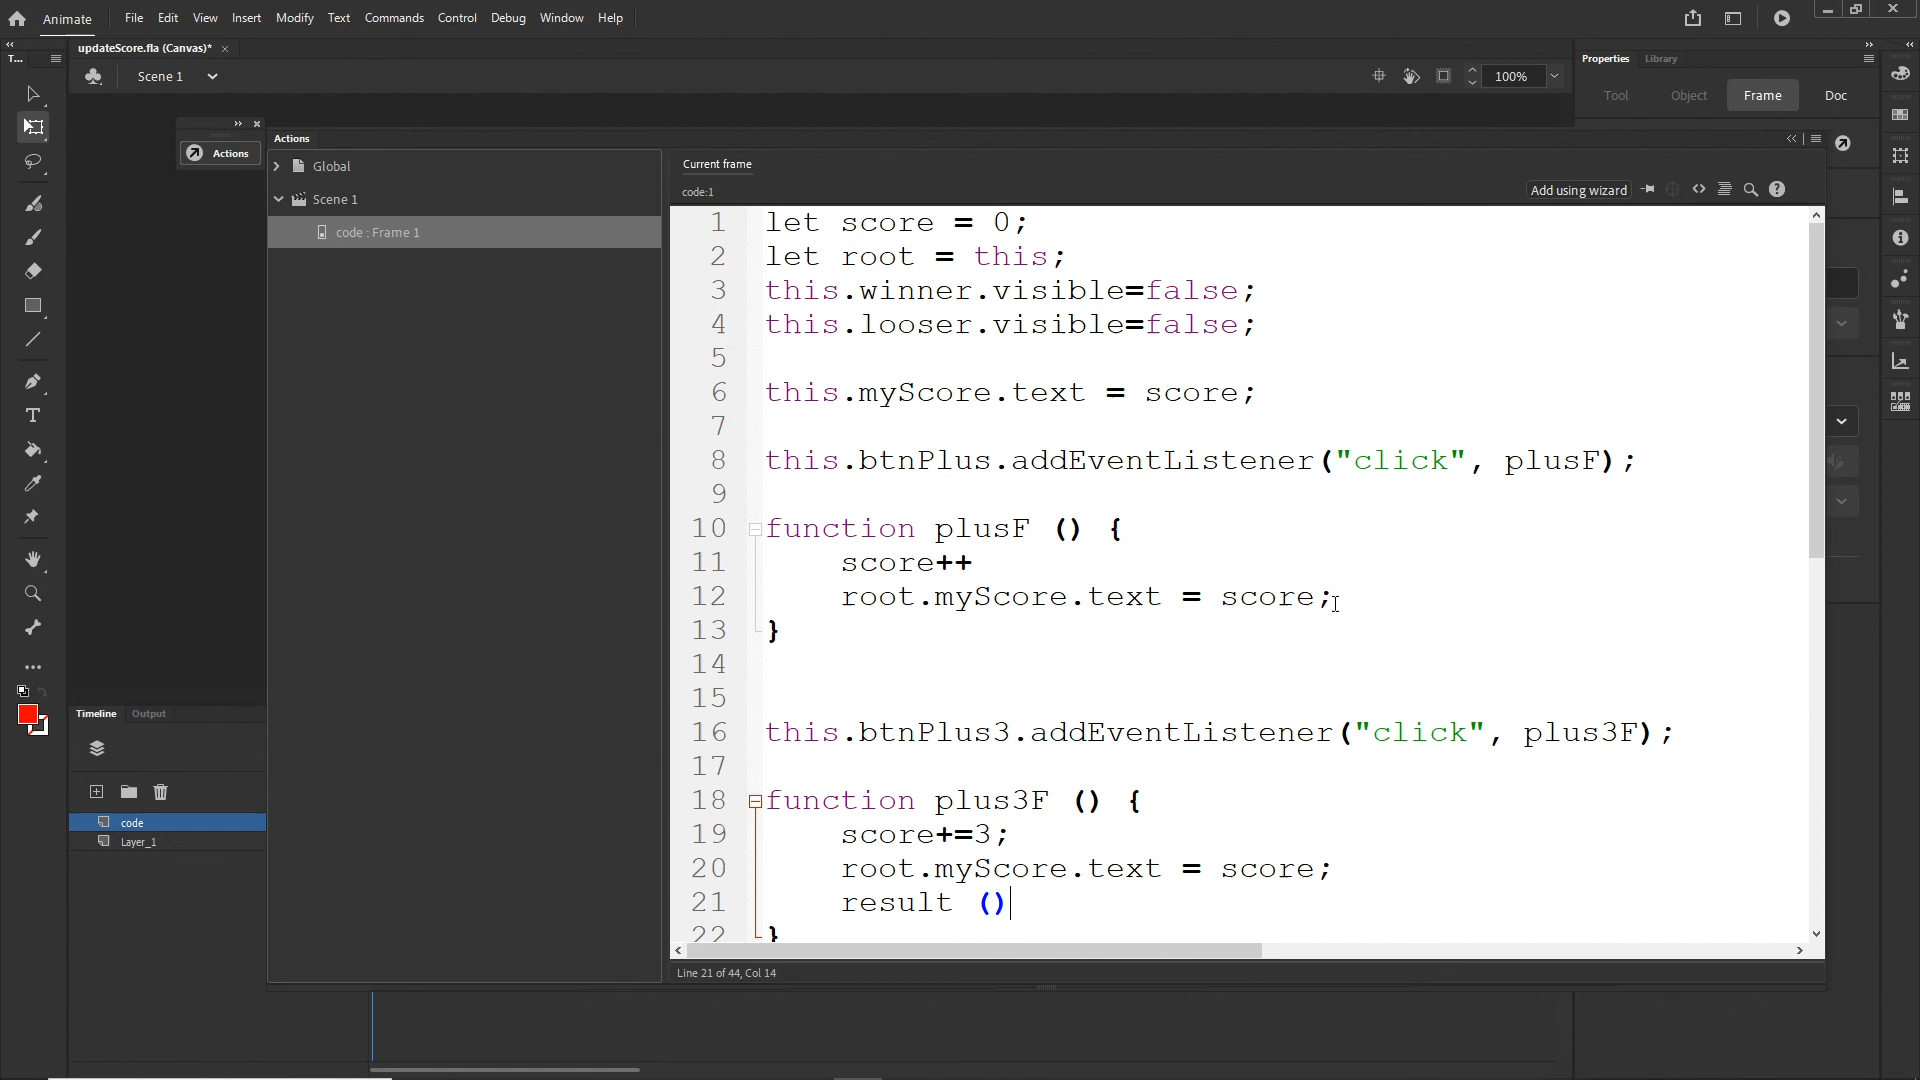 Animate File Edit View Insert Modify Text Commands Control Debug Window Help
updateScore.fla (Canvas)* ×
T... Scene 1 100%
Properties Library
Tool Object Frame Doc
Actions
Actions
Global
Scene 1
code : Frame 1
Current frame
code:1
Add using wizard
1 let score = 0;
2 let root = this;
3 this.winner.visible=false;
4 this.looser.visible=false;
5
6 this.myScore.text = score;
7
8 this.btnPlus.addEventListener("click", plusF);
9
10 function plusF () {
11 score++
12 root.myScore.text = score;
13 }
14
15
16 this.btnPlus3.addEventListener("click", plus3F);
17
18 function plus3F () {
19 score+=3;
20 root.myScore.text = score;
21 result ()
22 }
Line 21 of 44, Col 14
Timeline Output
code
Layer_1